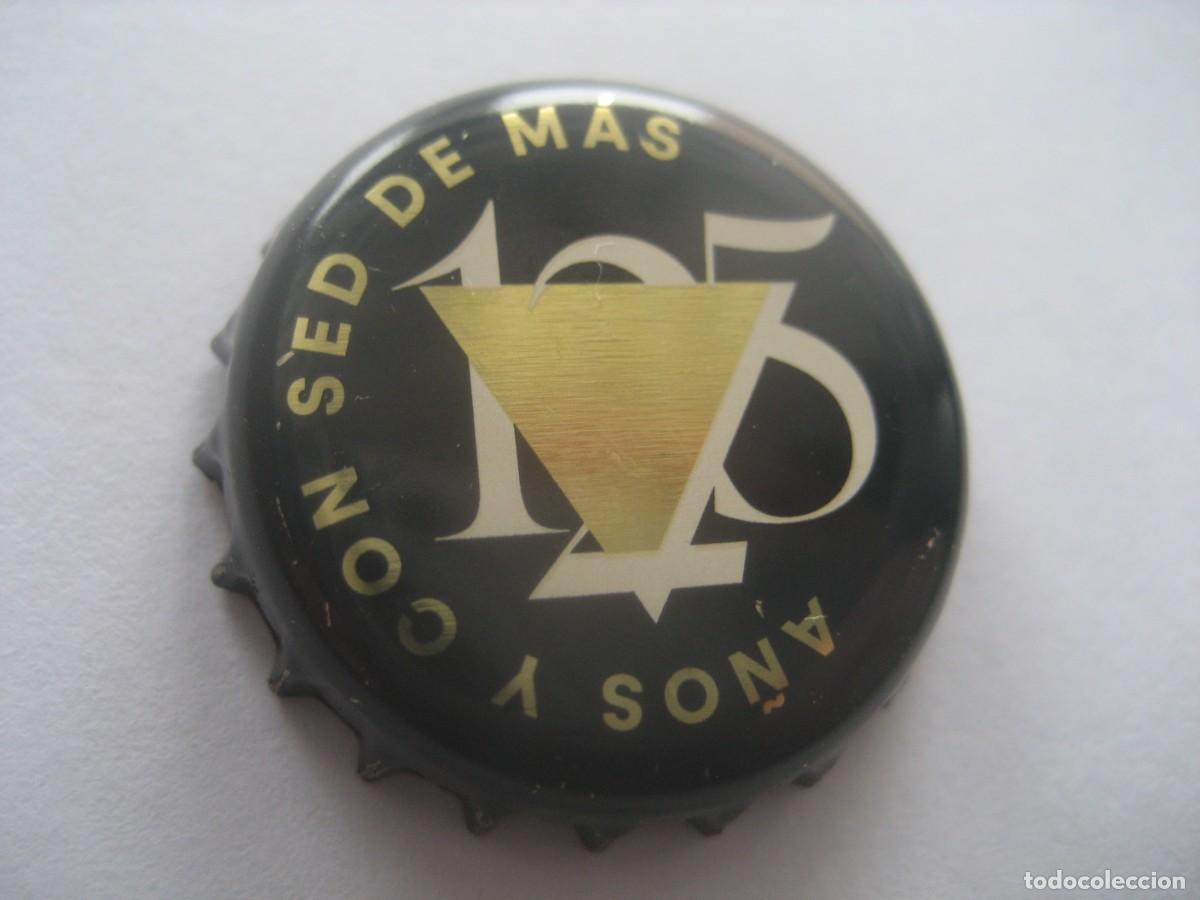 125
AÑOS Y CON SED DE MÁS
todocoleccion